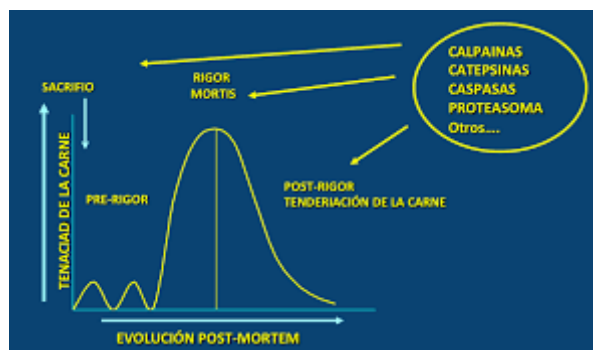 CALPAINAS
CATEPSINAS
CASPASAS
PROTEASOMA
Otros....
RIGOR
MORTIS
SACRIFIO
TENACIAD DE LA CARNE
PRE-RIGOR
POST-RIGOR
TENDERIACIÓN DE LA CARNE
EVOLUCIÓN POST-MORTEM